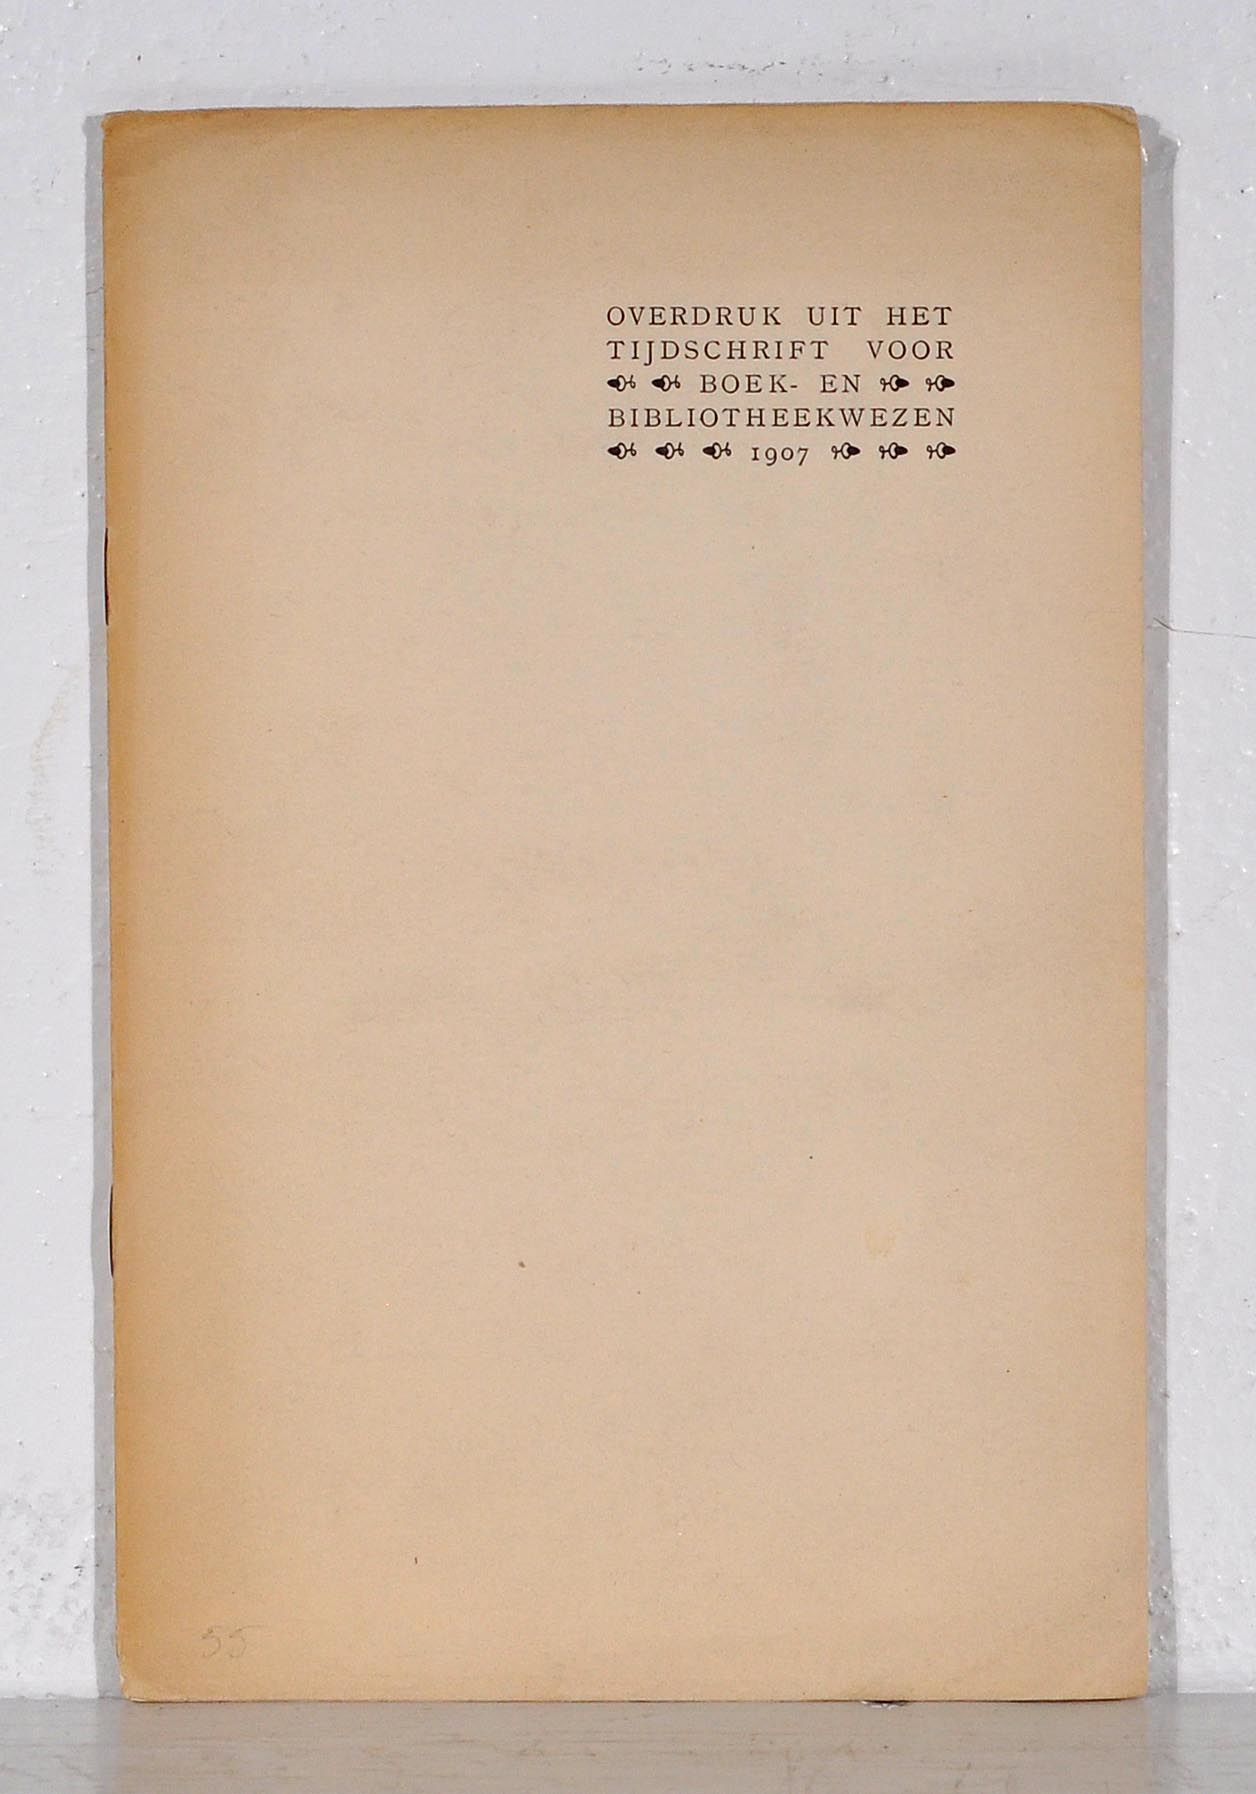 OVERDRUK UIT HET
TIJDSCHRIFT VOOR
BOEK- EN
BIBLIOTHEEKWEZEN
1907
55